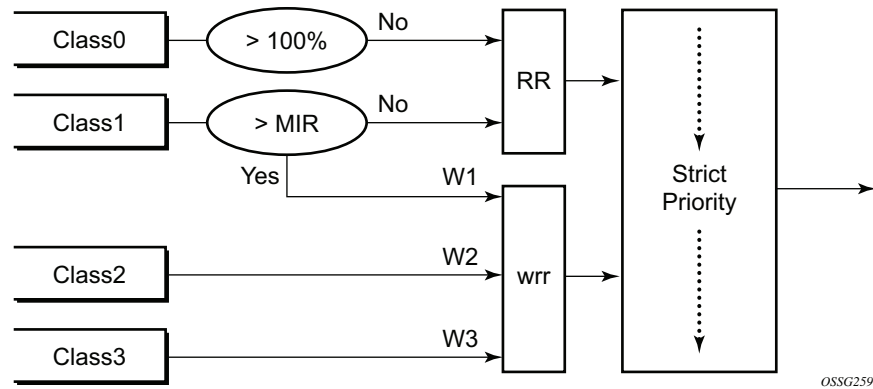 Class0
> 100%
No
RR
Class1
> MIR
No
Yes
W1
Strict
Priority
Class2
W2
wrr
Class3
W3
OSSG259